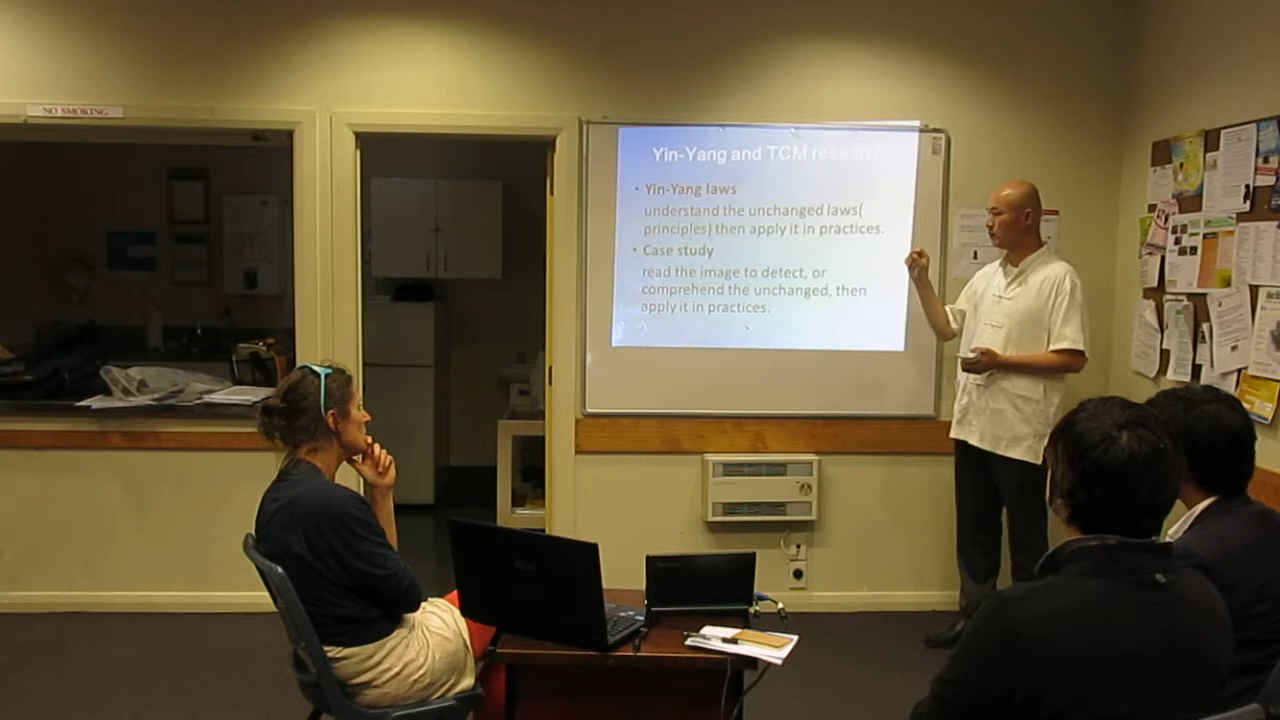 NO SMOKING
Yin-Yang and TCM research
• Yin-Yang laws
understand the unchanged laws(
principles) then apply it in practices.
• Case study
read the image to detect, or
comprehend the unchanged, then
apply it in practices.